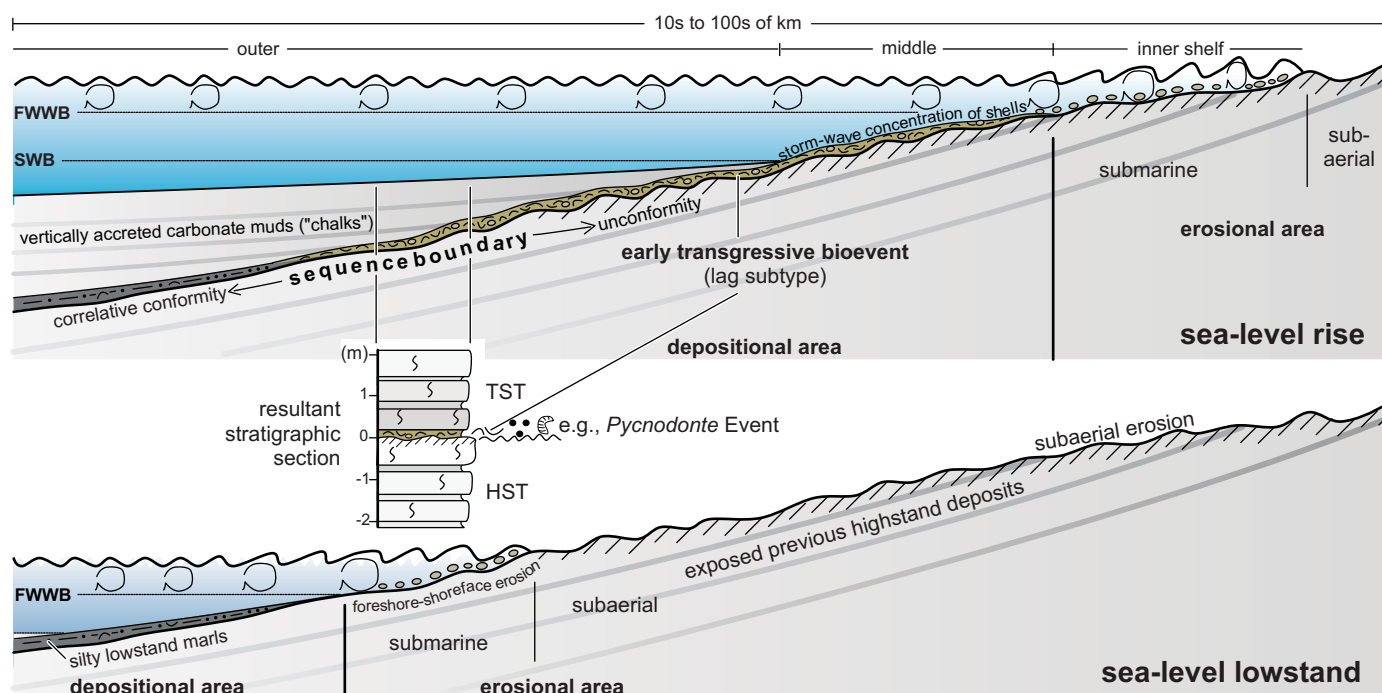 10s to 100s of km
outer
middle
inner shelf
FWWB
SWB
storm-wave concentration of shells
submarine
sub-
aerial
vertically accreted carbonate muds ("chalks")
unconformity
sequence boundary
correlative conformity
early transgressive bioevent
(lag subtype)
erosional area
depositional area
sea-level rise
(m)
1
0
-1
-2
TST
HST
resultant
stratigraphic
section
e.g., Pycnodonte Event
subaerial erosion
exposed previous highstand deposits
FWWB
foreshore-shoreface erosion
subaerial
submarine
silty lowstand marls
depositional area
erosional area
sea-level lowstand